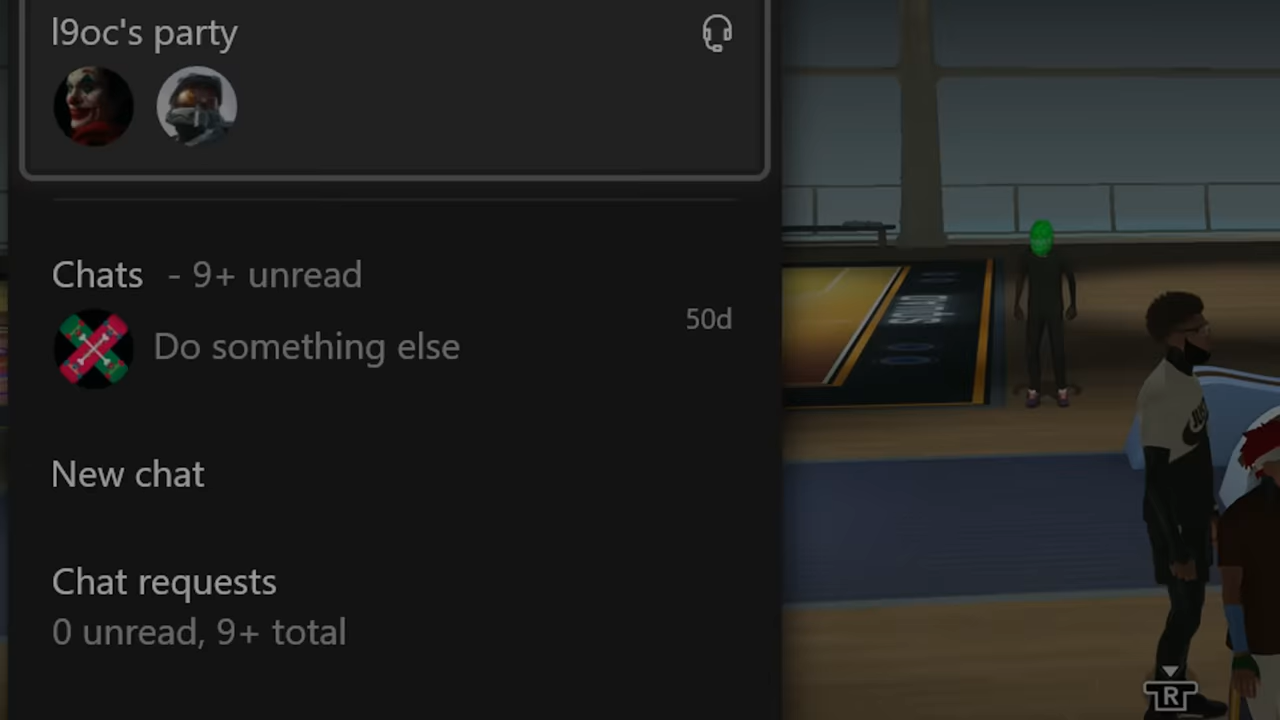 l9oc's party
Chats - 9+ unread
50d
Do something else
New chat
Chat requests
0 unread, 9+ total
R